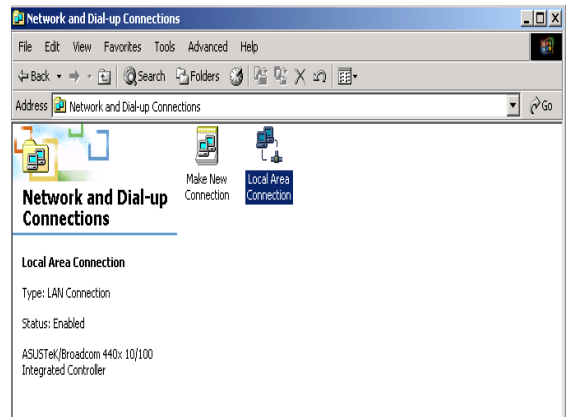 Network and Dial-up Connections
File Edit View Favorites Tools Advanced Help
Back Search Folders
Address Network and Dial-up Connections Go
Make New
Connection
Local Area
Connection
Network and Dial-up
Connections
Local Area Connection
Type: LAN Connection
Status: Enabled
ASUSTeK/Broadcom 440x 10/100
Integrated Controller